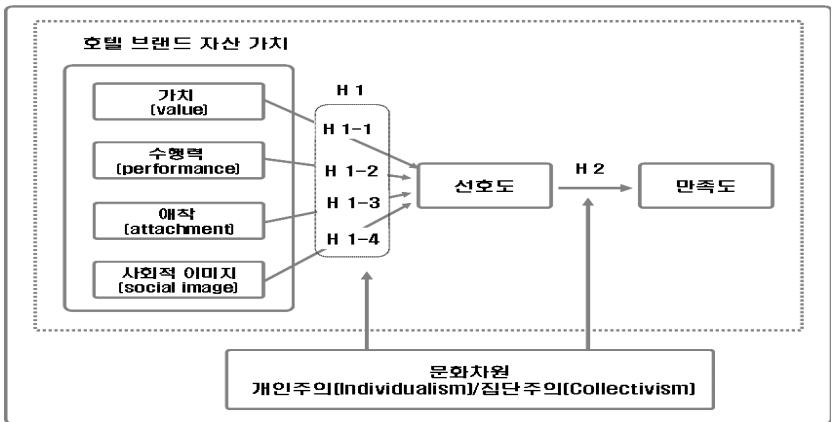 호텔 브랜드 자산 가치
가치
(value)
수행력
(performance)
애착
(attachment)
사회적 이미지
(social image)
H 1
H 1-1
H 1-2
H 1-3
H 1-4
선호도
H 2
만족도
문화차원
개인주의(Individualism)/집단주의(Collectivism)